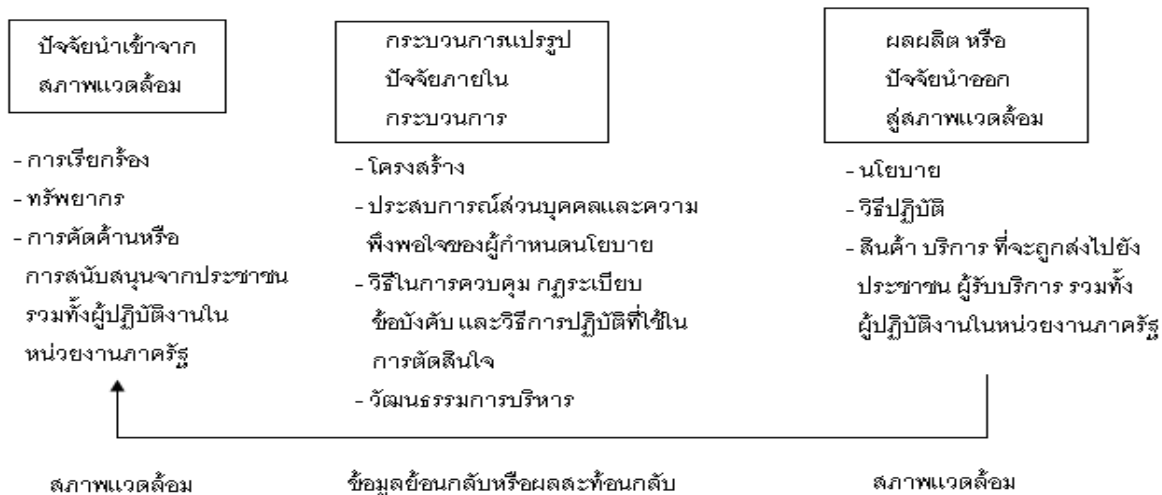 ปัจจัยนำเข้าจาก
สภาพแวดล้อม
- การเรียกร้อง
- ทรัพยากร
- การคัดค้านหรือ
การสนับสนุนจากประชาชน
รวมทั้งผู้ปฏิบัติงานใน
หน่วยงานภาครัฐ
กระบวนการแปรรูป
ปัจจัยภายใน
กระบวนการ
- โครงสร้าง
- ประสบการณ์ส่วนบุคคลและความ
พึงพอใจของผู้กำหนดนโยบาย
- วิธีในการควบคุม กฎระเบียบ
ข้อบังคับ และวิธีการปฏิบัติที่ใช้ใน
การตัดสินใจ
- วัฒนธรรมการบริหาร
ผลผลิต หรือ
ปัจจัยนำออก
สู่สภาพแวดล้อม
- นโยบาย
- วิธีปฏิบัติ
- สินค้า บริการ ที่จะถูกส่งไปยัง
ประชาชน ผู้รับบริการ รวมทั้ง
ผู้ปฏิบัติงานในหน่วยงานภาครัฐ
สภาพแวดล้อม
ข้อมูลย้อนกลับหรือผลสะท้อนกลับ
สภาพแวดล้อม